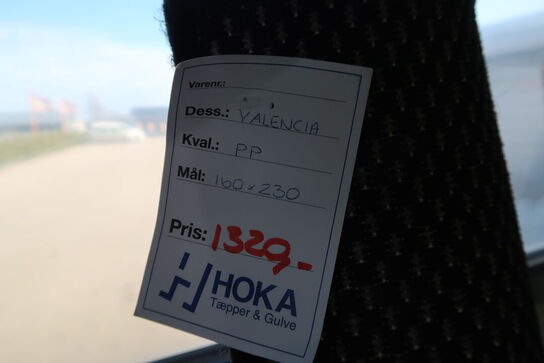 Varenr.:
Dess.: VALENCIA
Kval.: PP
Mål: 160 x 230
Pris: 1329,-
HOKA
Tæpper & Gulve